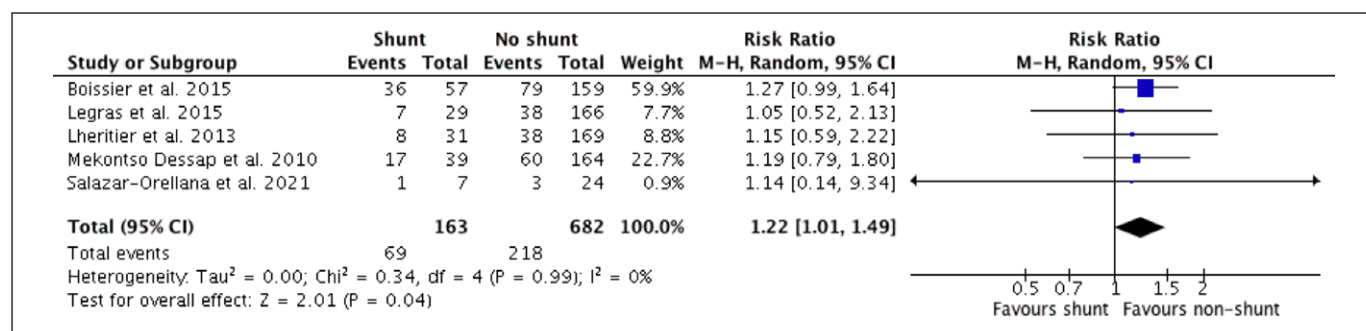 Shunt No shunt Risk Ratio Risk Ratio
Study or Subgroup Events Total Events Total Weight M-H, Random, 95% CI M-H, Random, 95% CI
Boissier et al. 2015 36 57 79 159 59.9% 1.27 [0.99, 1.64]
Legras et al. 2015 7 29 38 166 7.7% 1.05 [0.52, 2.13]
Lheritier et al. 2013 8 31 38 169 8.8% 1.15 [0.59, 2.22]
Mekontso Dessap et al. 2010 17 39 60 164 22.7% 1.19 [0.79, 1.80]
Salazar-Orellana et al. 2021 1 7 3 24 0.9% 1.14 [0.14, 9.34]
Total (95% CI) 163 682 100.0% 1.22 [1.01, 1.49]
Total events 69 218
Heterogeneity: Tau² = 0.00; Chi² = 0.34, df = 4 (P = 0.99); I² = 0%
Test for overall effect: Z = 2.01 (P = 0.04)
0.5 0.7 1 1.5 2
Favours shunt Favours non-shunt